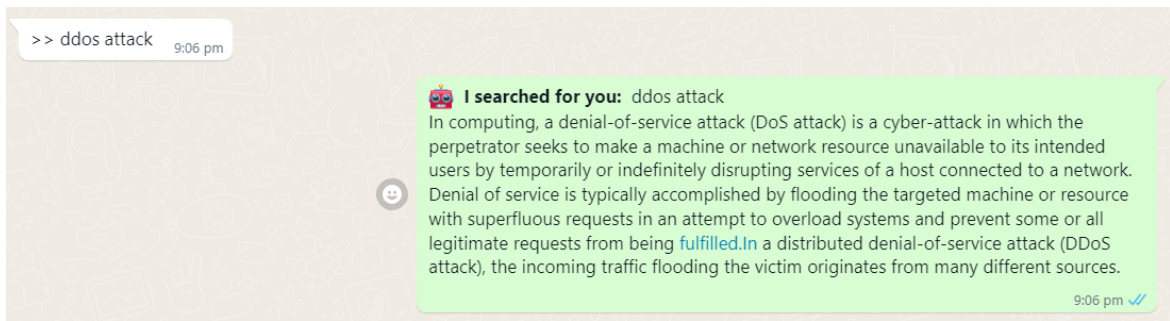 >> ddos attack
9:06 pm
I searched for you: ddos attack
In computing, a denial-of-service attack (DoS attack) is a cyber-attack in which the
perpetrator seeks to make a machine or network resource unavailable to its intended
users by temporarily or indefinitely disrupting services of a host connected to a network.
Denial of service is typically accomplished by flooding the targeted machine or resource
with superfluous requests in an attempt to overload systems and prevent some or all
legitimate requests from being fulfilled.In a distributed denial-of-service attack (DDoS
attack), the incoming traffic flooding the victim originates from many different sources.
9:06 pm